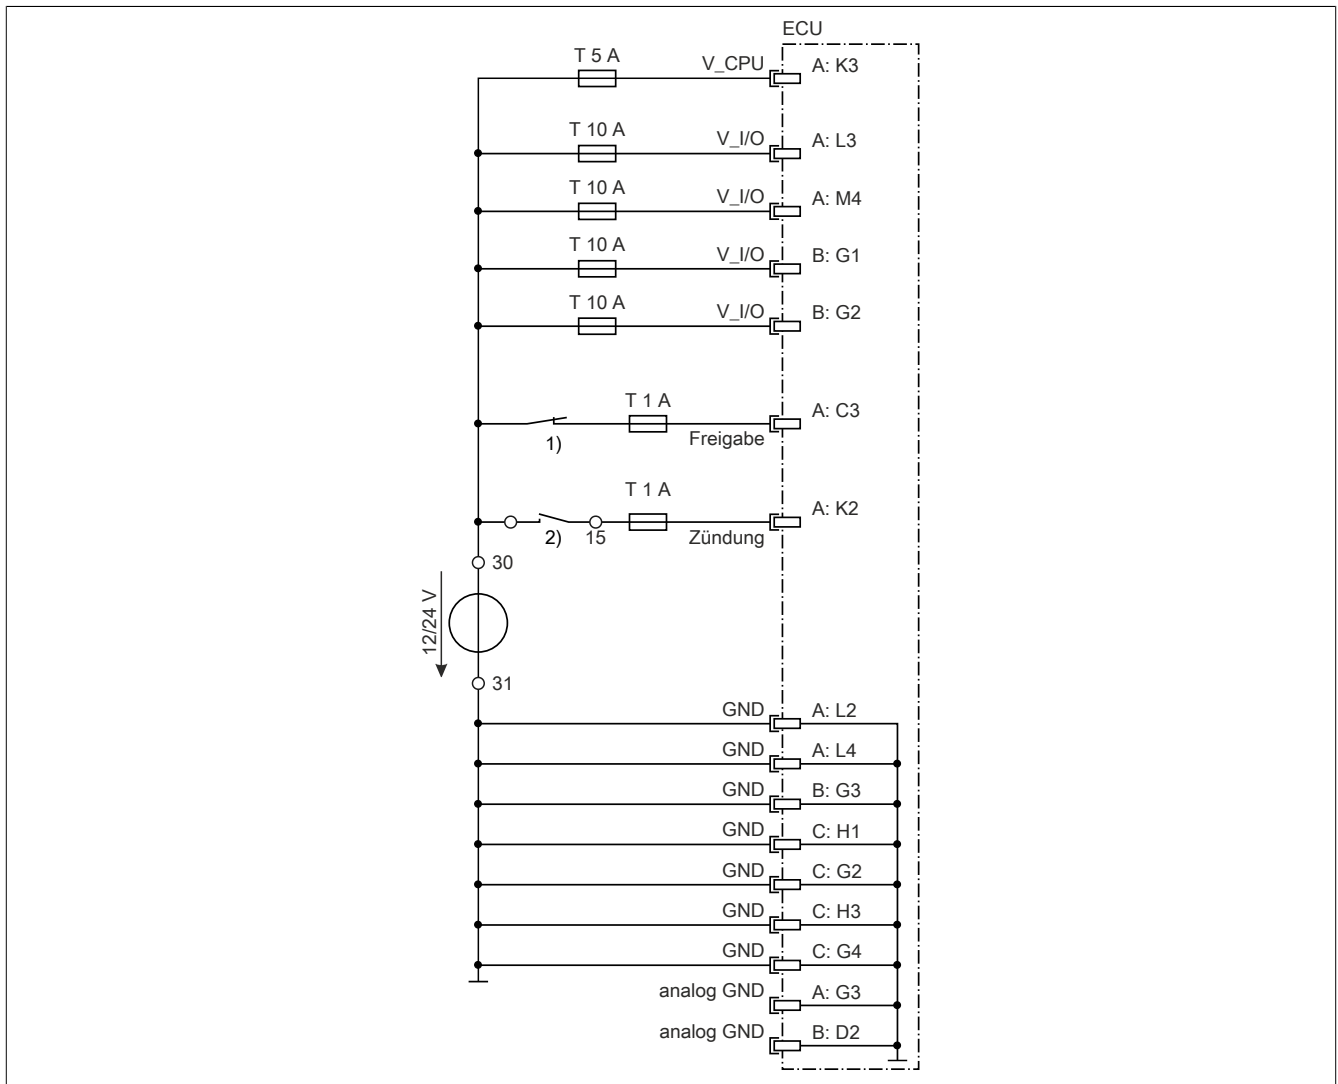 ECU
T 5 A
V_CPU
A: K3
T 10 A
V_I/O
A: L3
T 10 A
V_I/O
A: M4
T 10 A
V_I/O
B: G1
T 10 A
V_I/O
B: G2
T 1 A
A: C3
1)
Freigabe
T 1 A
A: K2
2)
15
Zündung
30
12/24 V
31
GND
A: L2
GND
A: L4
GND
B: G3
GND
C: H1
GND
C: G2
GND
C: H3
GND
C: G4
analog GND
A: G3
analog GND
B: D2